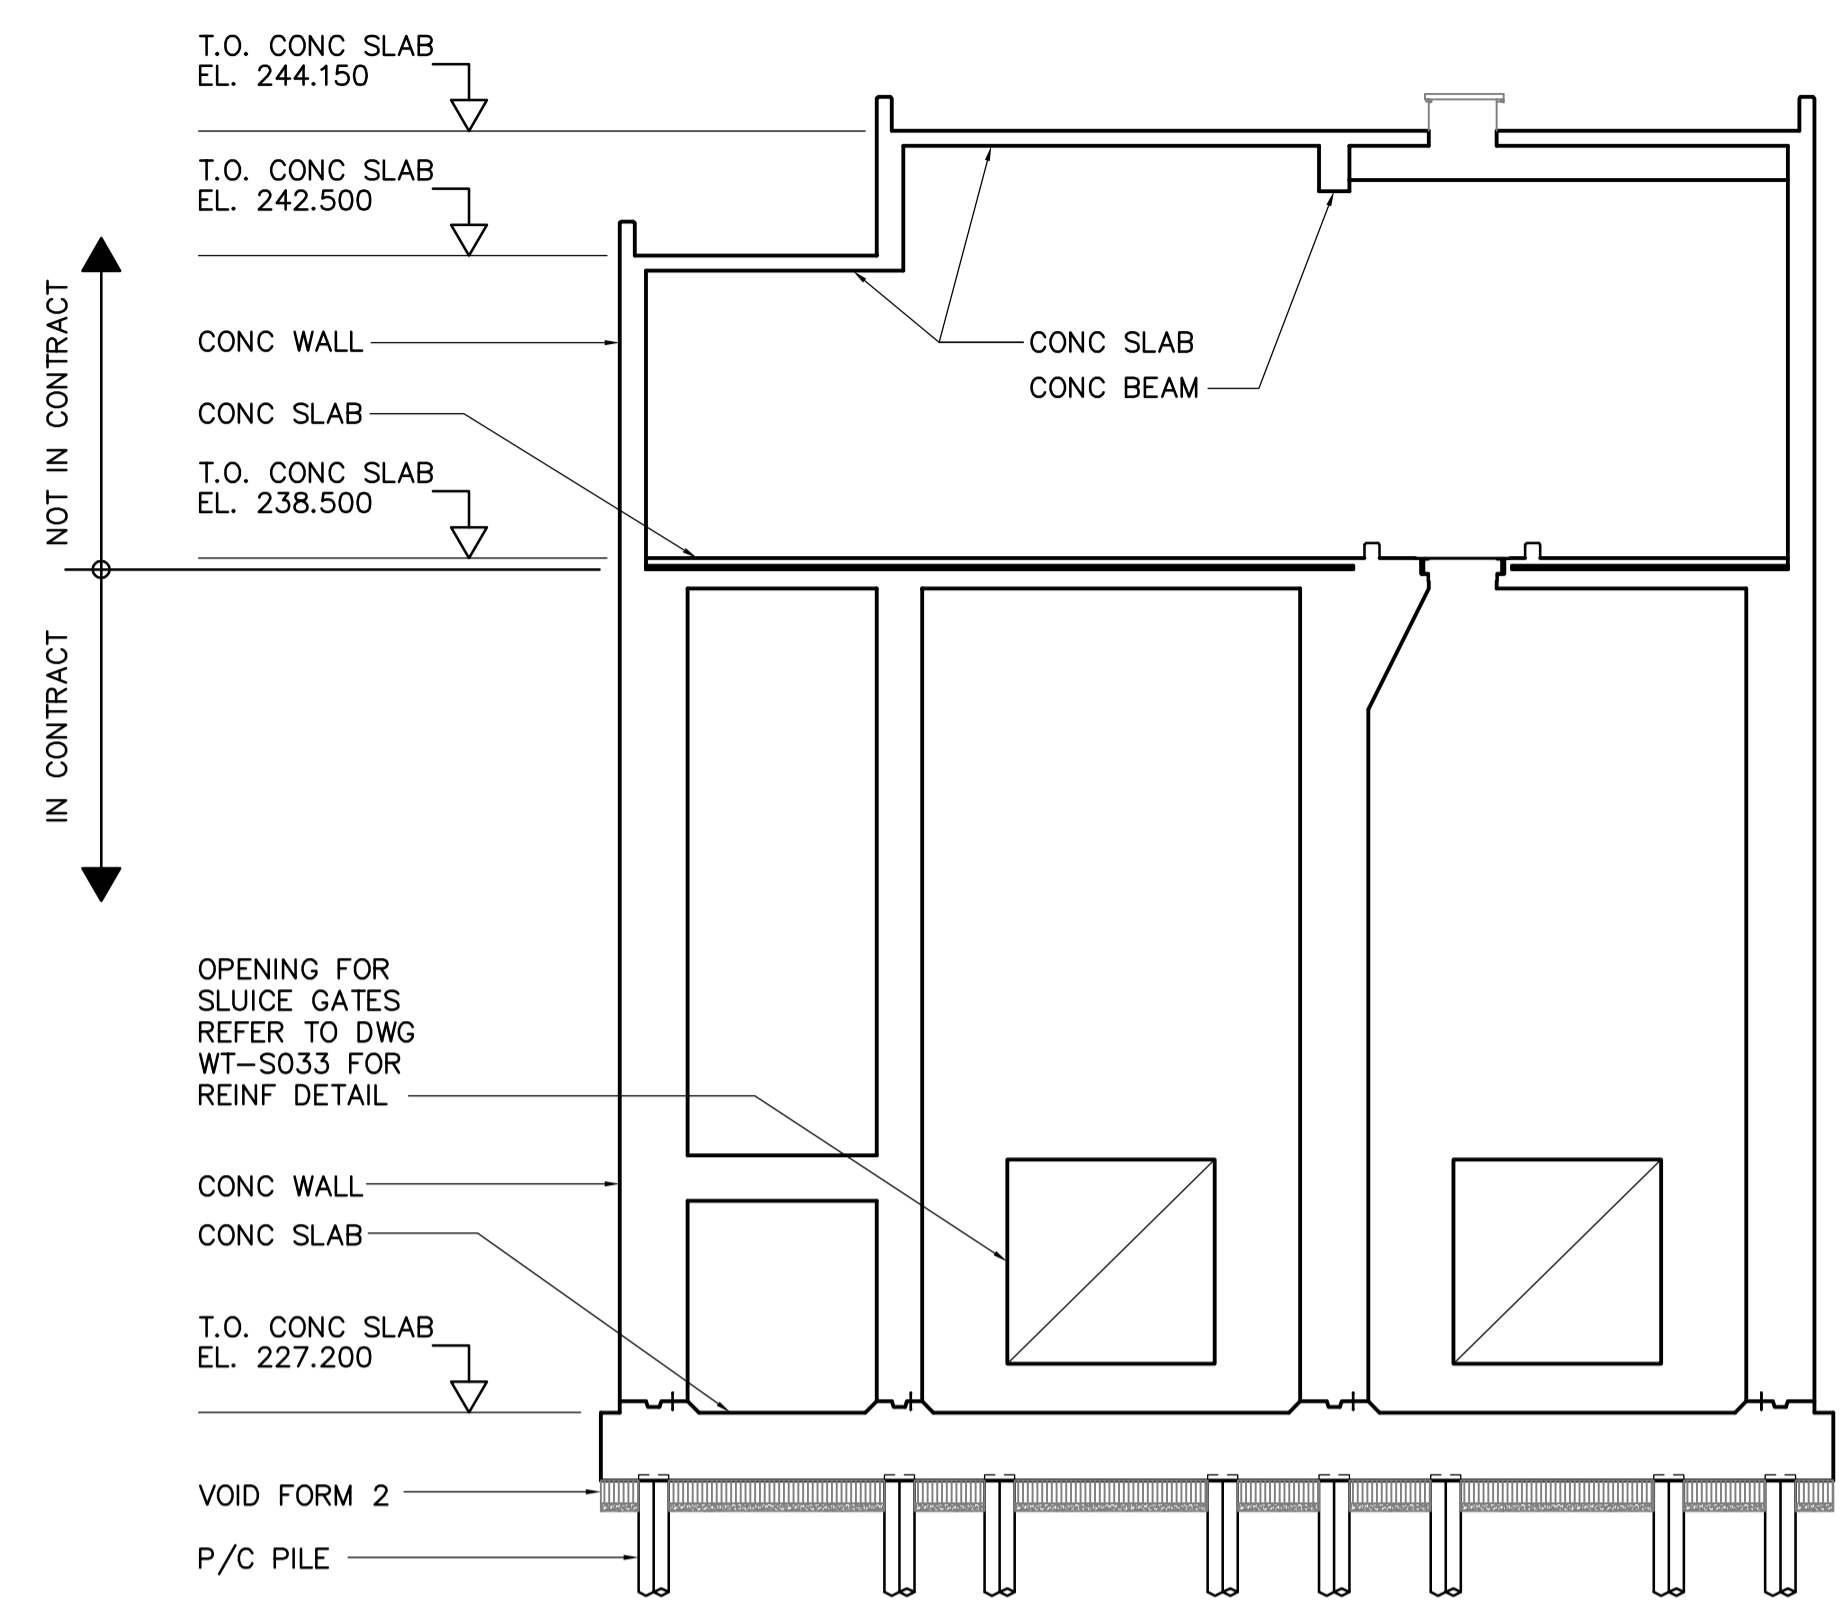 T.O. CONC SLAB
EL. 244.150
T.O. CONC SLAB
EL. 242.500
NOT IN CONTRACT
CONC WALL
CONC SLAB
CONC BEAM
CONC SLAB
T.O. CONC SLAB
EL. 238.500
IN CONTRACT
OPENING FOR
SLUICE GATES
REFER TO DWG
WT-S033 FOR
REINF DETAIL
CONC WALL
CONC SLAB
T.O. CONC SLAB
EL. 227.200
VOID FORM 2
P/C PILE